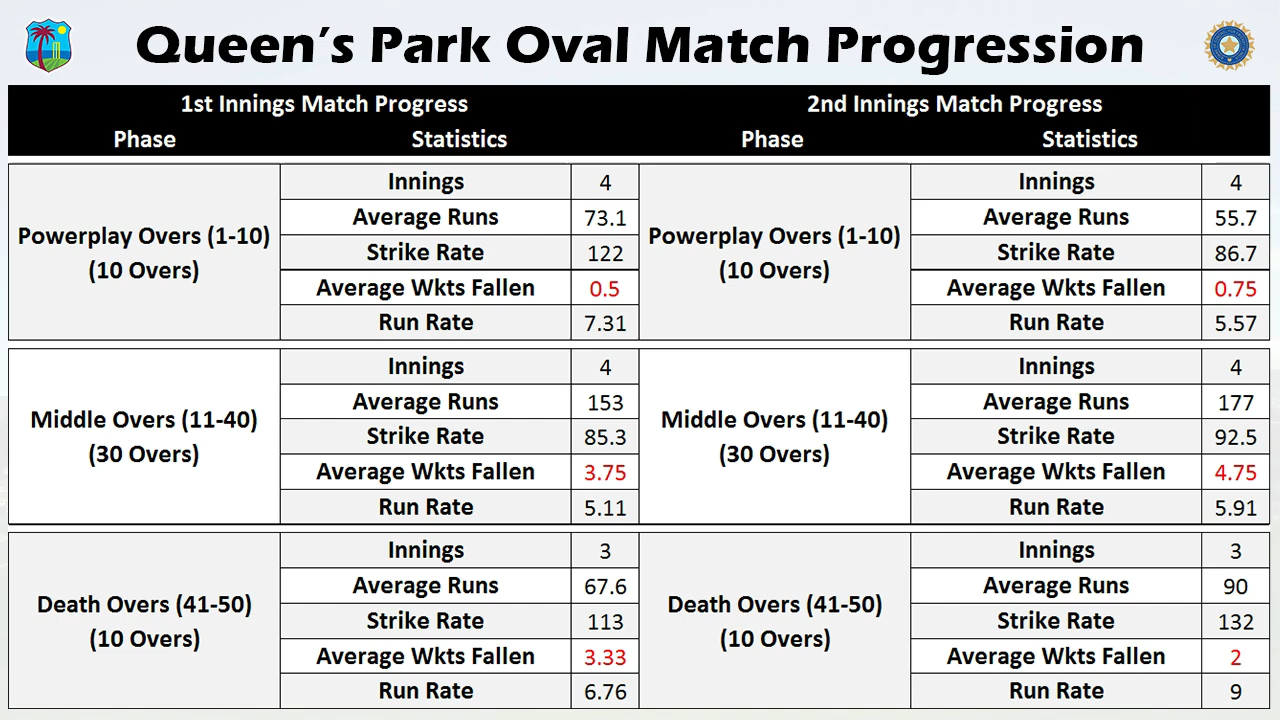 Queen's Park Oval Match Progression
1st Innings Match Progress 2nd Innings Match Progress
Phase Statistics Phase Statistics
Powerplay Overs (1-10)
(10 Overs)
Innings 4
Average Runs 73.1
Strike Rate 122
Average Wkts Fallen 0.5
Run Rate 7.31
Powerplay Overs (1-10)
(10 Overs)
Innings 4
Average Runs 55.7
Strike Rate 86.7
Average Wkts Fallen 0.75
Run Rate 5.57
Middle Overs (11-40)
(30 Overs)
Innings 4
Average Runs 153
Strike Rate 85.3
Average Wkts Fallen 3.75
Run Rate 5.11
Middle Overs (11-40)
(30 Overs)
Innings 4
Average Runs 177
Strike Rate 92.5
Average Wkts Fallen 4.75
Run Rate 5.91
Death Overs (41-50)
(10 Overs)
Innings 3
Average Runs 67.6
Strike Rate 113
Average Wkts Fallen 3.33
Run Rate 6.76
Death Overs (41-50)
(10 Overs)
Innings 3
Average Runs 90
Strike Rate 132
Average Wkts Fallen 2
Run Rate 9